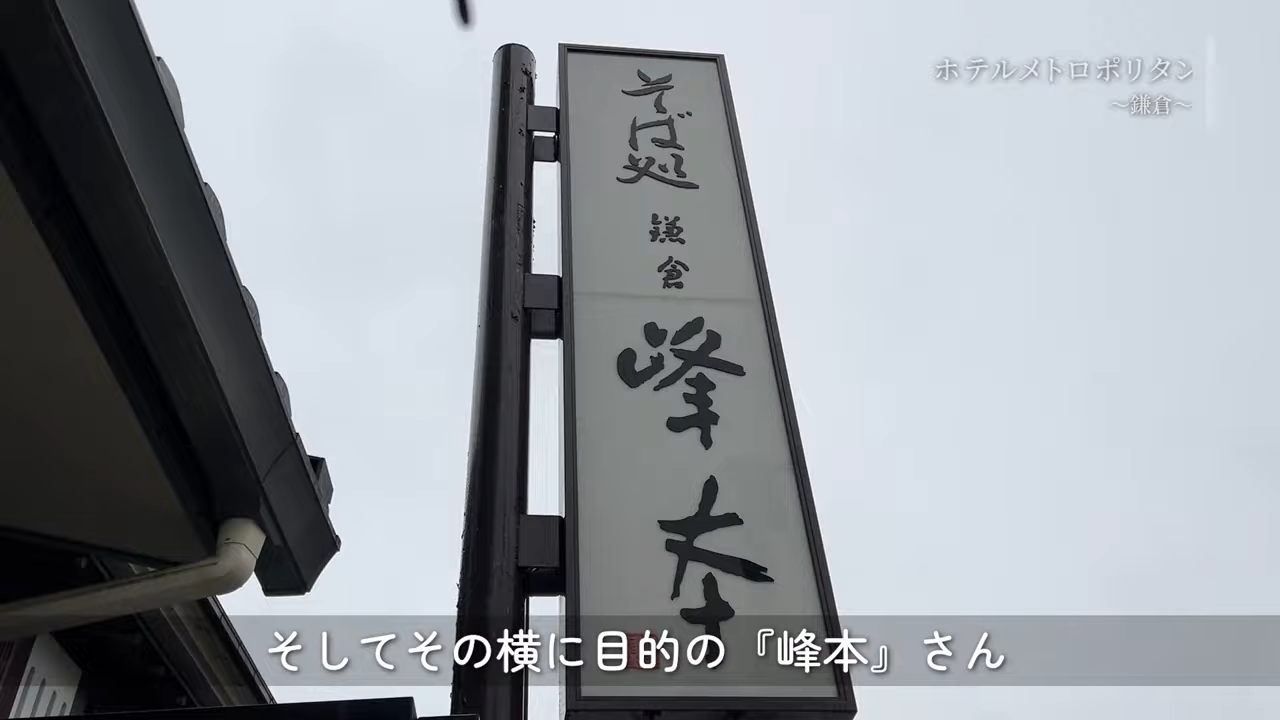 ホテルメトロポリタン
~鎌倉~
そば処
鎌倉
峰本
そしてその横に目的の『峰本』さん